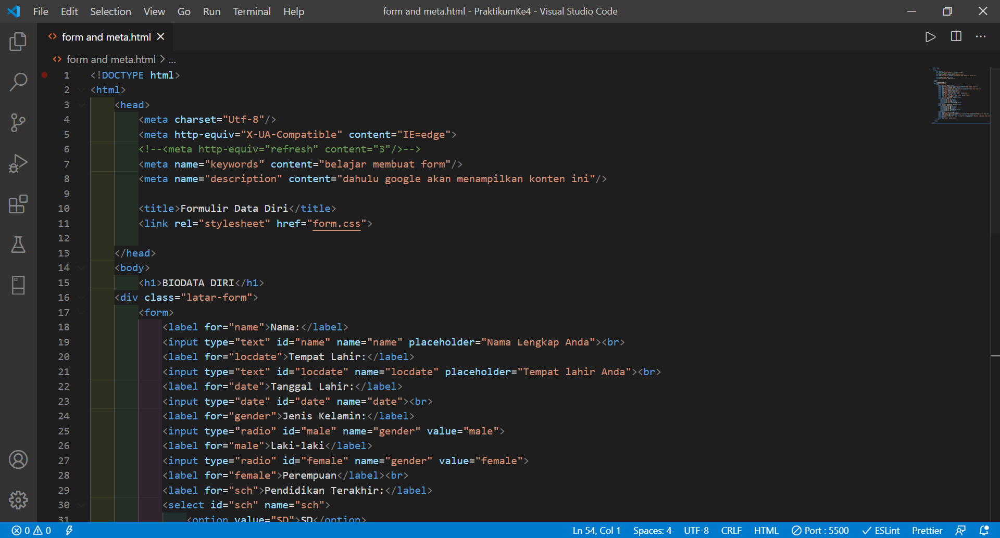 File Edit Selection View Go Run Terminal Help form and meta.html - PraktikumKe4 - Visual Studio Code
form and meta.html
form and meta.html > ...
1 <!DOCTYPE html>
2 <html>
3 <head>
4 <meta charset="Utf-8"/>
5 <meta http-equiv="X-UA-Compatible" content="IE=edge">
6 <!--<meta http-equiv="refresh" content="3"/>-->
7 <meta name="keywords" content="belajar membuat form"/>
8 <meta name="description" content="dahulu google akan menampilkan konten ini"/>
9
10 <title>Formulir Data Diri</title>
11 <link rel="stylesheet" href="form.css">
12
13 </head>
14 <body>
15 <h1>BIODATA DIRI</h1>
16 <div class="latar-form">
17 <form>
18 <label for="name">Nama:</label>
19 <input type="text" id="name" name="name" placeholder="Nama Lengkap Anda"><br>
20 <label for="locdate">Tempat Lahir:</label>
21 <input type="text" id="locdate" name="locdate" placeholder="Tempat lahir Anda"><br>
22 <label for="date">Tanggal Lahir:</label>
23 <input type="date" id="date" name="date"><br>
24 <label for="gender">Jenis Kelamin:</label>
25 <input type="radio" id="male" name="gender" value="male">
26 <label for="male">Laki-laki</label>
27 <input type="radio" id="female" name="gender" value="female">
28 <label for="female">Perempuan</label><br>
29 <label for="sch">Pendidikan Terakhir:</label>
30 <select id="sch" name="sch">
31 <option value="SD">SD</option>
0 0 Ln 54, Col 1 Spaces: 4 UTF-8 CRLF HTML Port : 5500 ESLint Prettier